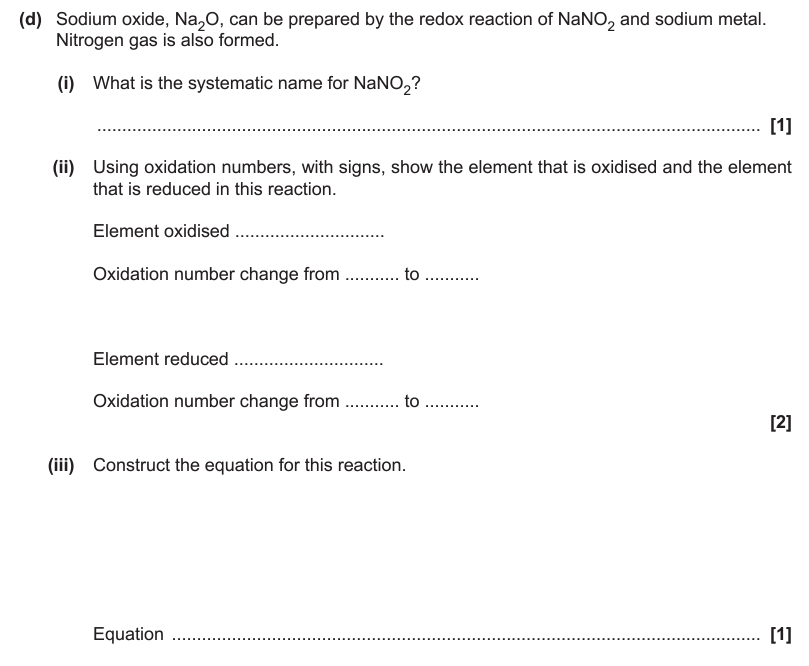 (d) Sodium oxide, Na₂O, can be prepared by the redox reaction of NaNO₂ and sodium metal.
Nitrogen gas is also formed.
(i) What is the systematic name for NaNO₂?
.................................................................................................................................... [1]
(ii) Using oxidation numbers, with signs, show the element that is oxidised and the element
that is reduced in this reaction.
Element oxidised ..............................
Oxidation number change from ........... to ...........
Element reduced ..............................
Oxidation number change from ........... to ...........
[2]
(iii) Construct the equation for this reaction.
Equation ..................................................................................................................... [1]